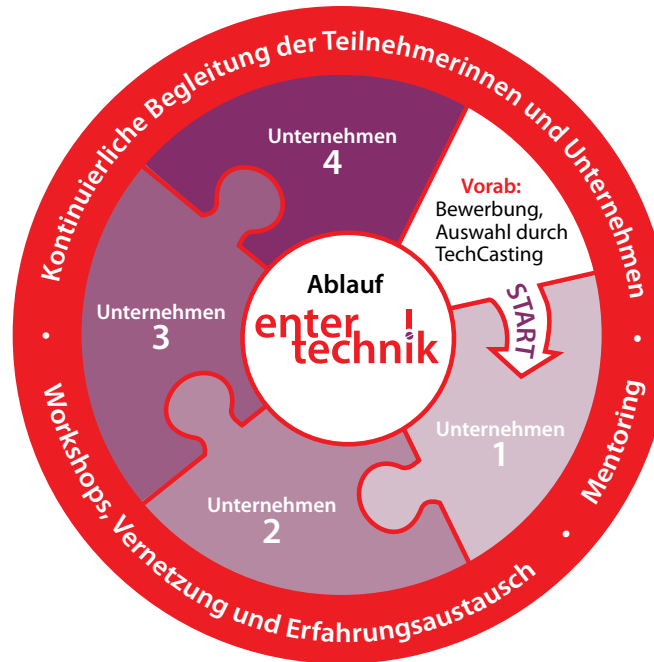 Kontinuierliche Begleitung der Teilnehmerinnen und Unternehmen
•
Mentoring
•
Workshops, Vernetzung und Erfahrungsaustausch
•
Ablauf
enter
technik
Vorab:
Bewerbung,
Auswahl durch
TechCasting
START
Unternehmen
1
Unternehmen
2
Unternehmen
3
Unternehmen
4